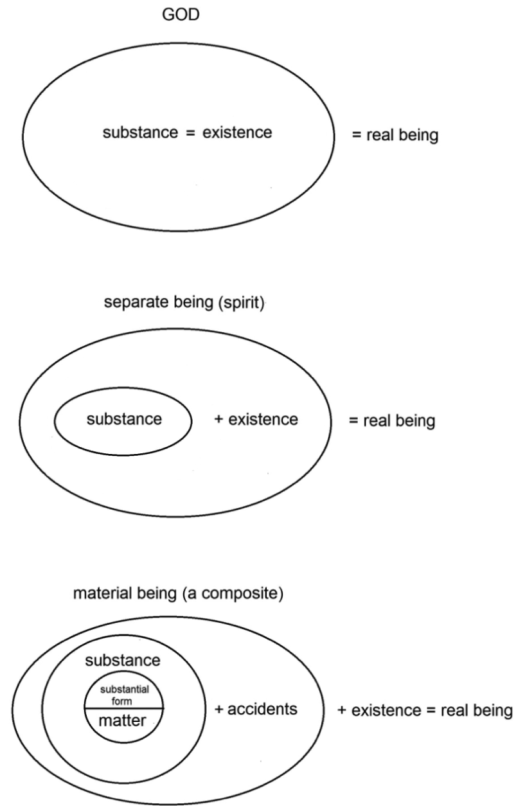 GOD
substance = existence = real being
separate being (spirit)
substance + existence = real being
material being (a composite)
substance
substantial
form
matter
+ accidents + existence = real being